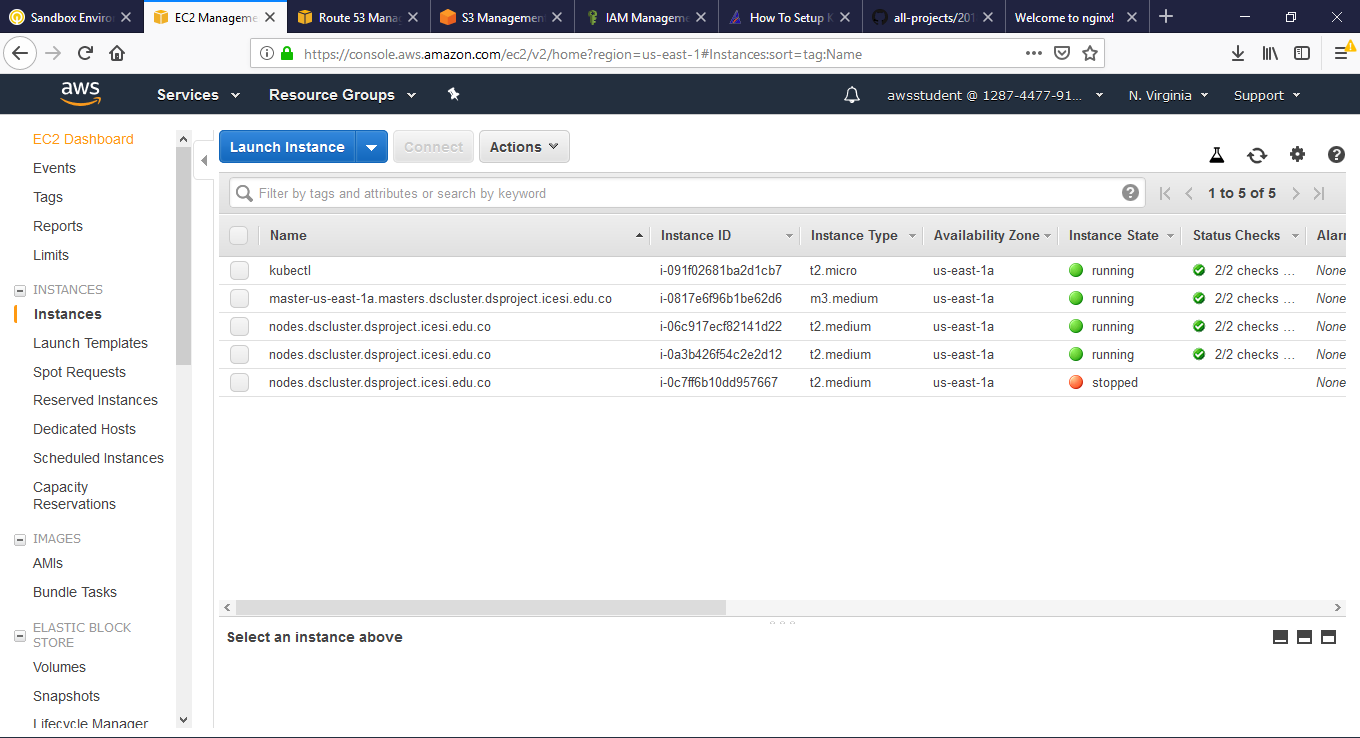 Sandbox Enviro
EC2 Manageme
Route 53 Mana
S3 Management
IAM Manageme
How To Setup K
all-projects/201
Welcome to nginx!
https://console.aws.amazon.com/ec2/v2/home?region=us-east-1#Instances:sort=tag:Name
aws
Services
Resource Groups
awsstudent @ 1287-4477-91...
N. Virginia
Support
EC2 Dashboard
Events
Tags
Reports
Limits
INSTANCES
Instances
Launch Templates
Spot Requests
Reserved Instances
Dedicated Hosts
Scheduled Instances
Capacity
Reservations
IMAGES
AMIs
Bundle Tasks
ELASTIC BLOCK
STORE
Volumes
Snapshots
Lifecycle Manager
Launch Instance
Connect
Actions
Filter by tags and attributes or search by keyword
1 to 5 of 5
Name Instance ID Instance Type Availability Zone Instance State Status Checks Alarm
kubectl i-091f02681ba2d1cb7 t2.micro us-east-1a running 2/2 checks ... None
master-us-east-1a.masters.dscluster.dsproject.icesi.edu.co i-0817e6f96b1be62d6 m3.medium us-east-1a running 2/2 checks ... None
nodes.dscluster.dsproject.icesi.edu.co i-06c917ecf82141d22 t2.medium us-east-1a running 2/2 checks ... None
nodes.dscluster.dsproject.icesi.edu.co i-0a3b426f54c2e2d12 t2.medium us-east-1a running 2/2 checks ... None
nodes.dscluster.dsproject.icesi.edu.co i-0c7ff6b10dd957667 t2.medium us-east-1a stopped None
Select an instance above